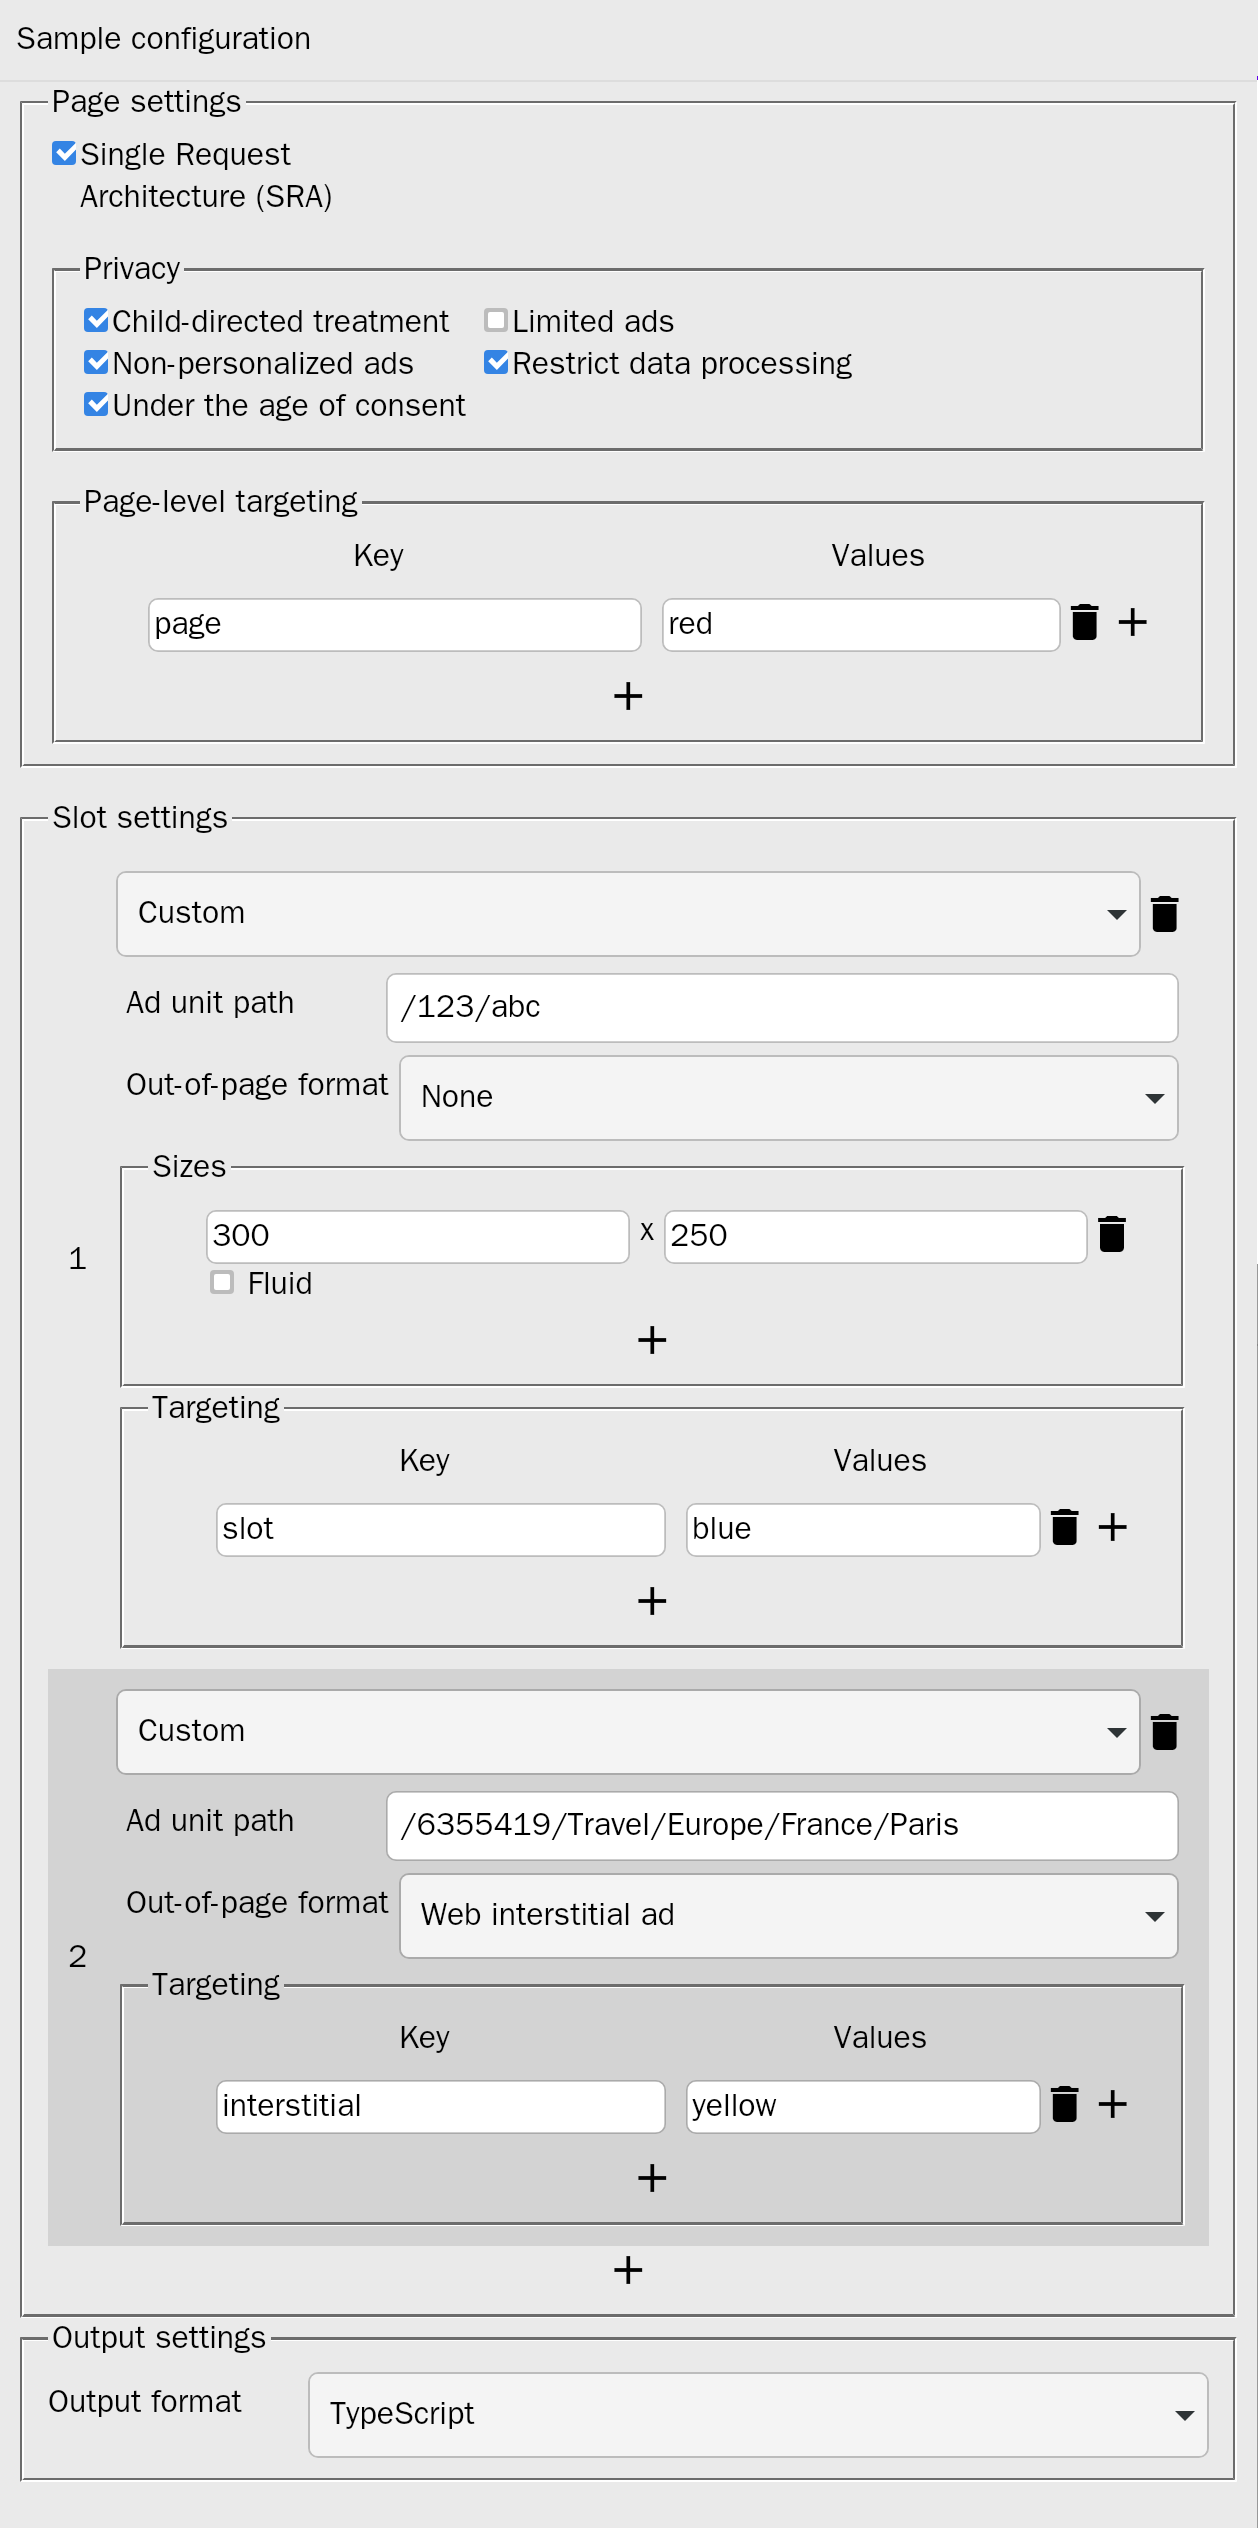 Sample configuration
Page settings
Single Request
Architecture (SRA)
Privacy
Child-directed treatment Limited ads
Non-personalized ads Restrict data processing
Under the age of consent
Page-level targeting
Key Values
page red
Slot settings
Custom
Ad unit path /123/abc
Out-of-page format None
Sizes
300 x 250
1
Fluid
Targeting
Key Values
slot blue
Custom
Ad unit path /6355419/Travel/Europe/France/Paris
Out-of-page format Web interstitial ad
2
Targeting
Key Values
interstitial yellow
Output settings
Output format TypeScript